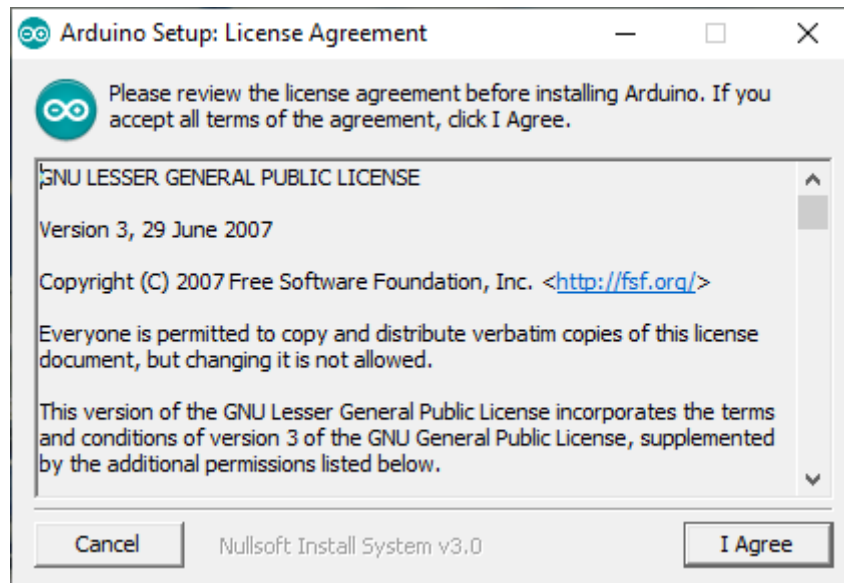 Arduino Setup: License Agreement
Please review the license agreement before installing Arduino. If you
accept all terms of the agreement, click I Agree.
GNU LESSER GENERAL PUBLIC LICENSE
Version 3, 29 June 2007
Copyright (C) 2007 Free Software Foundation, Inc. <http://fsf.org/>
Everyone is permitted to copy and distribute verbatim copies of this license
document, but changing it is not allowed.
This version of the GNU Lesser General Public License incorporates the terms
and conditions of version 3 of the GNU General Public License, supplemented
by the additional permissions listed below.
Cancel
Nullsoft Install System v3.0
I Agree